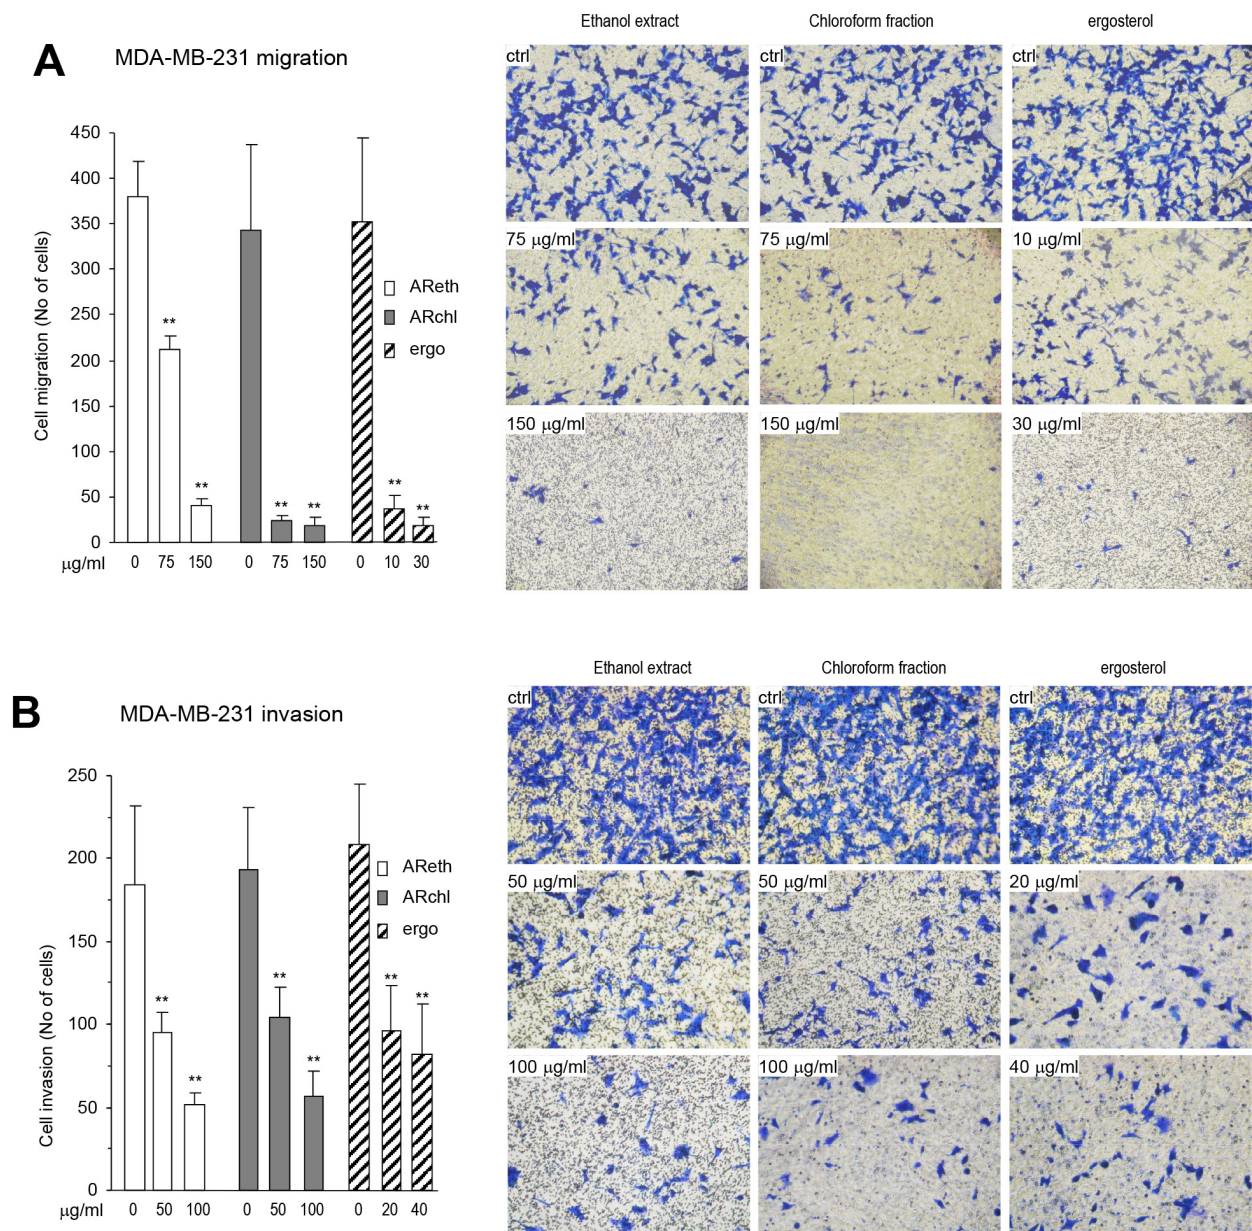 A
MDA-MB-231 migration
450
400
350
300
250
200
150
100
50
0
Cell migration (No of cells)
** ** ** ** ** **
AReth
ARchl
ergo
μg/ml 0 75 150 0 75 150 0 10 30
Ethanol extract Chloroform fraction ergosterol
ctrl ctrl ctrl
75 μg/ml 75 μg/ml 10 μg/ml
150 μg/ml 150 μg/ml 30 μg/ml
B
MDA-MB-231 invasion
250
200
150
100
50
0
Cell invasion (No of cells)
** ** ** ** ** **
AReth
ARchl
ergo
μg/ml 0 50 100 0 50 100 0 20 40
Ethanol extract Chloroform fraction ergosterol
ctrl ctrl ctrl
50 μg/ml 50 μg/ml 20 μg/ml
100 μg/ml 100 μg/ml 40 μg/ml